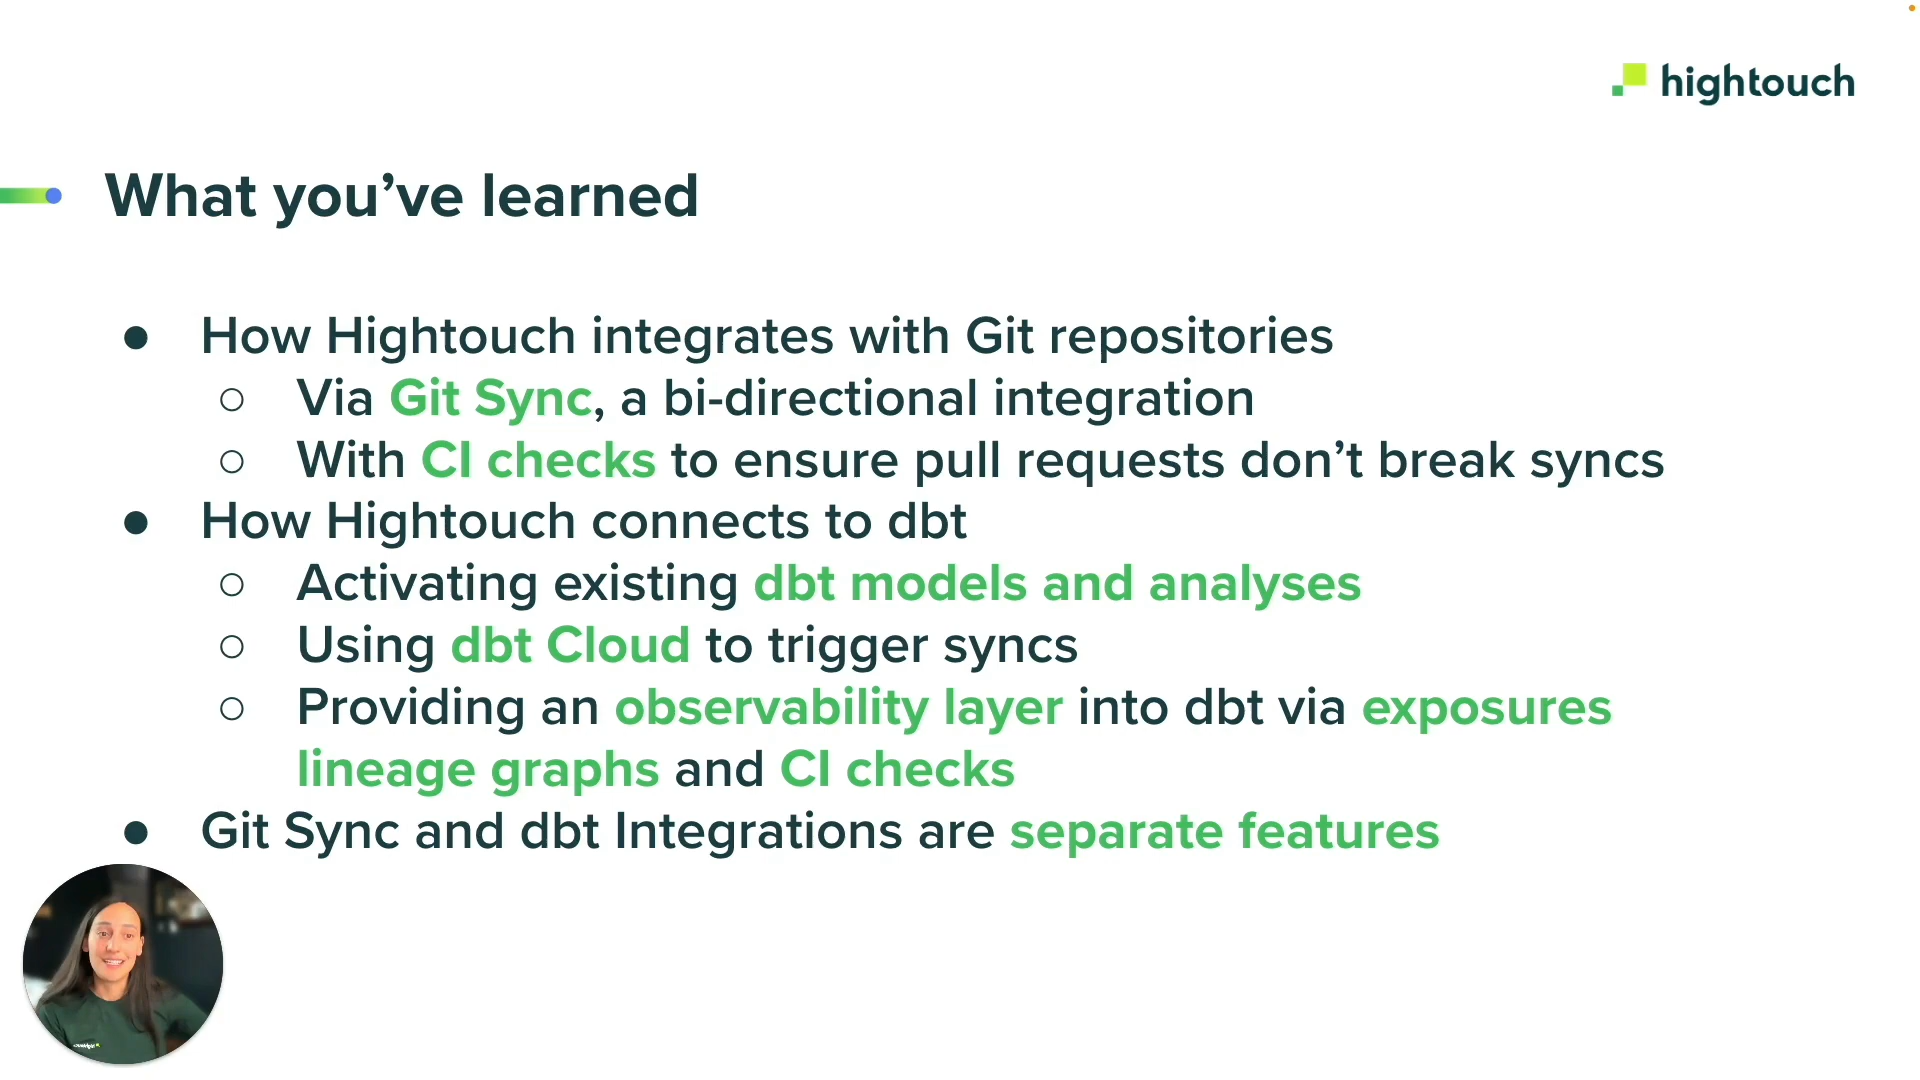 hightouch
What you’ve learned
● How Hightouch integrates with Git repositories
○ Via Git Sync, a bi-directional integration
○ With CI checks to ensure pull requests don’t break syncs
● How Hightouch connects to dbt
○ Activating existing dbt models and analyses
○ Using dbt Cloud to trigger syncs
○ Providing an observability layer into dbt via exposures
lineage graphs and CI checks
● Git Sync and dbt Integrations are separate features